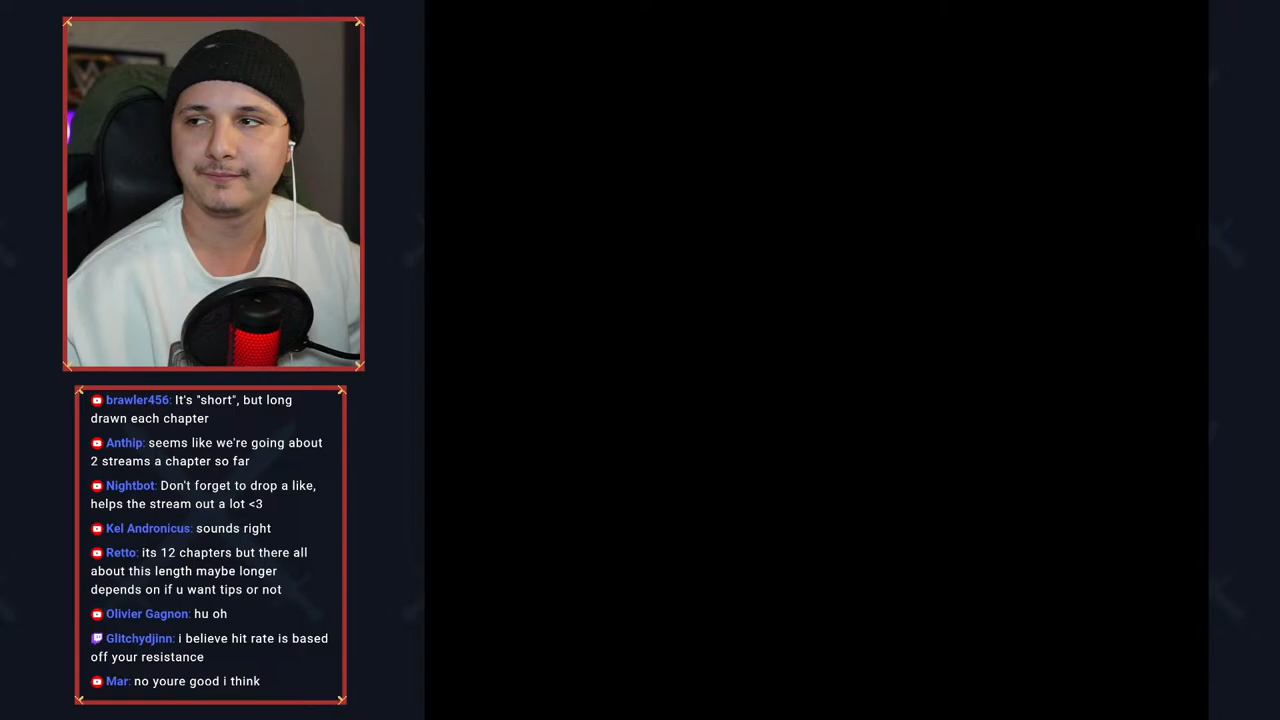 brawler456: It's "short", but long
drawn each chapter
Anthip: seems like we're going about
2 streams a chapter so far
Nightbot: Don't forget to drop a like,
helps the stream out a lot <3
Kel Andronicus: sounds right
Retto: its 12 chapters but there all
about this length maybe longer
depends on if u want tips or not
Olivier Gagnon: hu oh
Glitchydjinn: i believe hit rate is based
off your resistance
Mar: no youre good i think